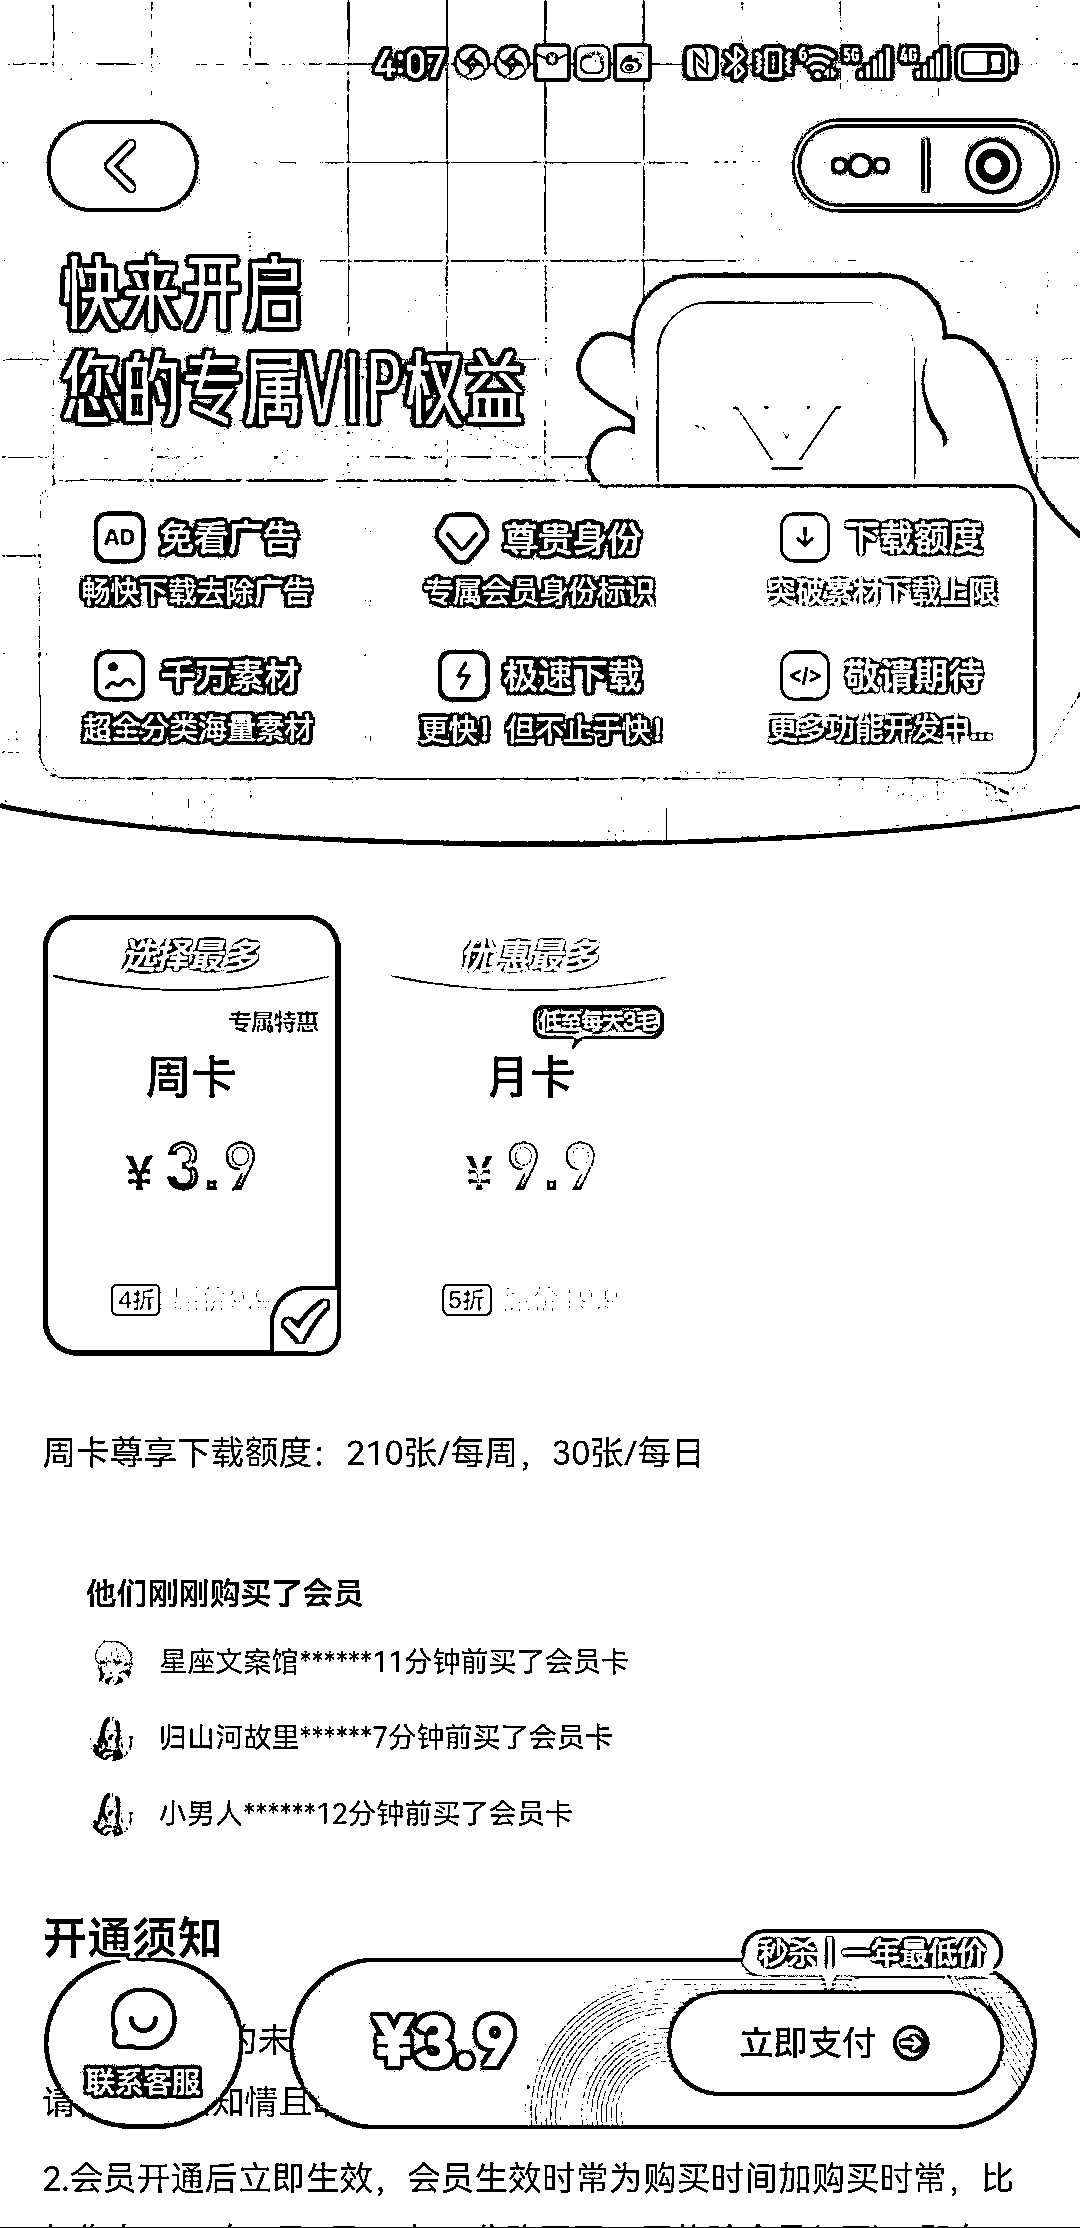 4:07
快来开启
您的专属VIP权益
AD 免看广告 尊贵身份 下载额度
畅快下载去除广告 专属会员身份标识 突破素材下载上限
千万素材 极速下载 </> 敬请期待
超全分类海量素材 更快！但不止于快！ 更多功能开发中...
选择最多 优惠最多
专属特惠 低至每天3毛
周卡 月卡
¥3.9 ¥9.9
4折 5折
周卡尊享下载额度：210张/每周，30张/每日
他们刚刚购买了会员
星座文案馆******11分钟前买了会员卡
归山河故里******7分钟前买了会员卡
小男人******12分钟前买了会员卡
开通须知
秒杀 | 一年最低价
¥3.9 立即支付
联系客服
请 知情且
2.会员开通后立即生效，会员生效时常为购买时间加购买时常，比